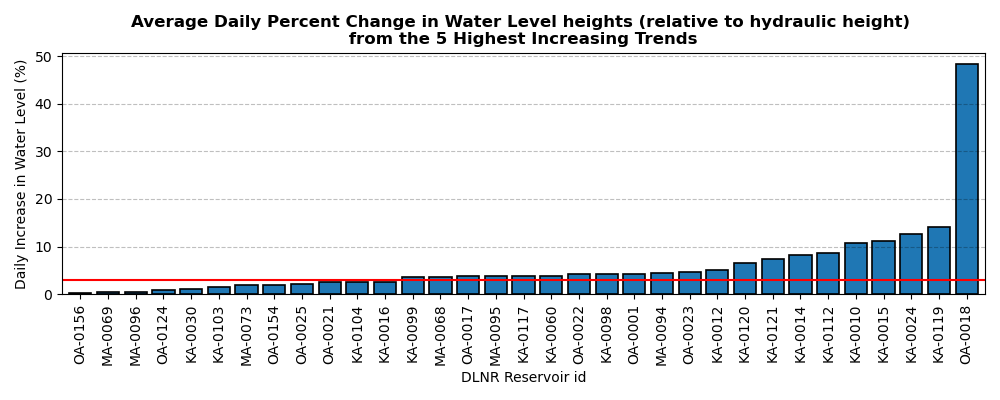 Average Daily Percent Change in Water Level heights (relative to hydraulic height)
from the 5 Highest Increasing Trends
Daily Increase in Water Level (%)
50
40
30
20
10
0
OA-0156
MA-0069
MA-0096
OA-0124
KA-0030
KA-0103
MA-0073
OA-0154
OA-0025
OA-0021
KA-0104
KA-0016
KA-0099
MA-0068
OA-0017
MA-0095
KA-0117
KA-0060
OA-0022
KA-0098
OA-0001
MA-0094
OA-0023
KA-0012
KA-0120
KA-0121
KA-0014
KA-0112
KA-0010
KA-0015
KA-0024
KA-0119
OA-0018
DLNR Reservoir id